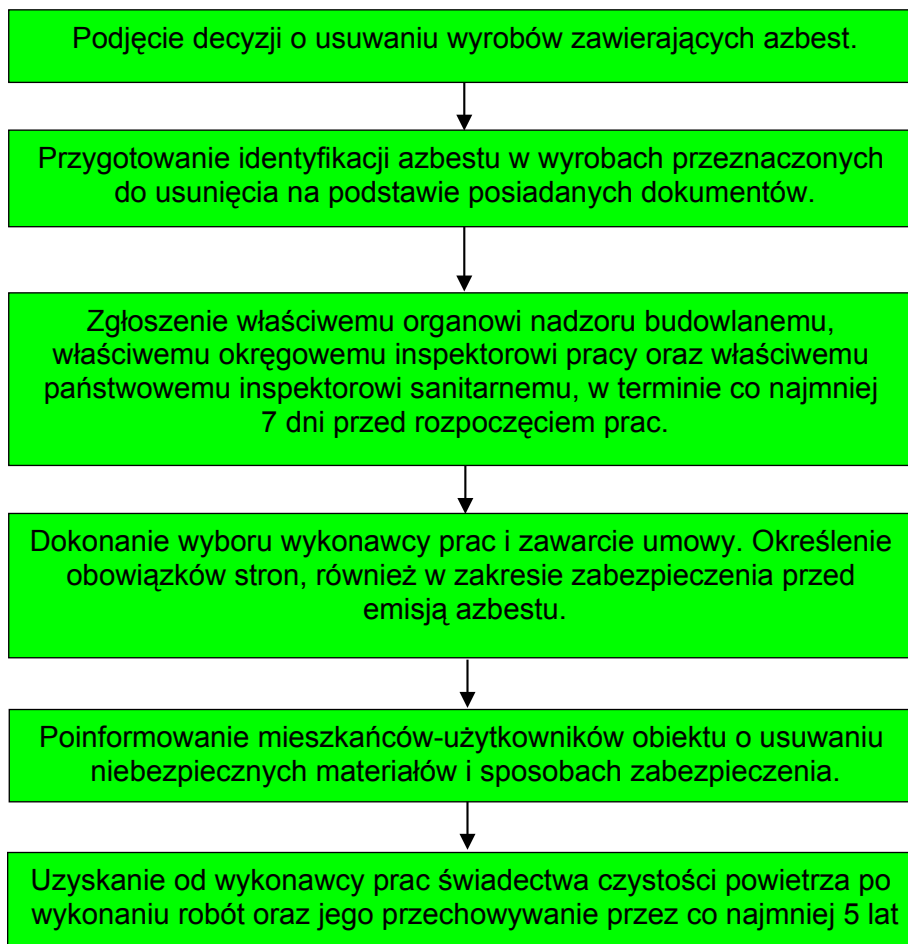 Podjęcie decyzji o usuwaniu wyrobów zawierających azbest.
Przygotowanie identyfikacji azbestu w wyrobach przeznaczonych
do usunięcia na podstawie posiadanych dokumentów.
Zgłoszenie właściwemu organowi nadzoru budowlanemu,
właściwemu okręgowemu inspektorowi pracy oraz właściwemu
państwowemu inspektorowi sanitarnemu, w terminie co najmniej
7 dni przed rozpoczęciem prac.
Dokonanie wyboru wykonawcy prac i zawarcie umowy. Określenie
obowiązków stron, również w zakresie zabezpieczenia przed
emisją azbestu.
Poinformowanie mieszkańców-użytkowników obiektu o usuwaniu
niebezpiecznych materiałów i sposobach zabezpieczenia.
Uzyskanie od wykonawcy prac świadectwa czystości powietrza po
wykonaniu robót oraz jego przechowywanie przez co najmniej 5 lat